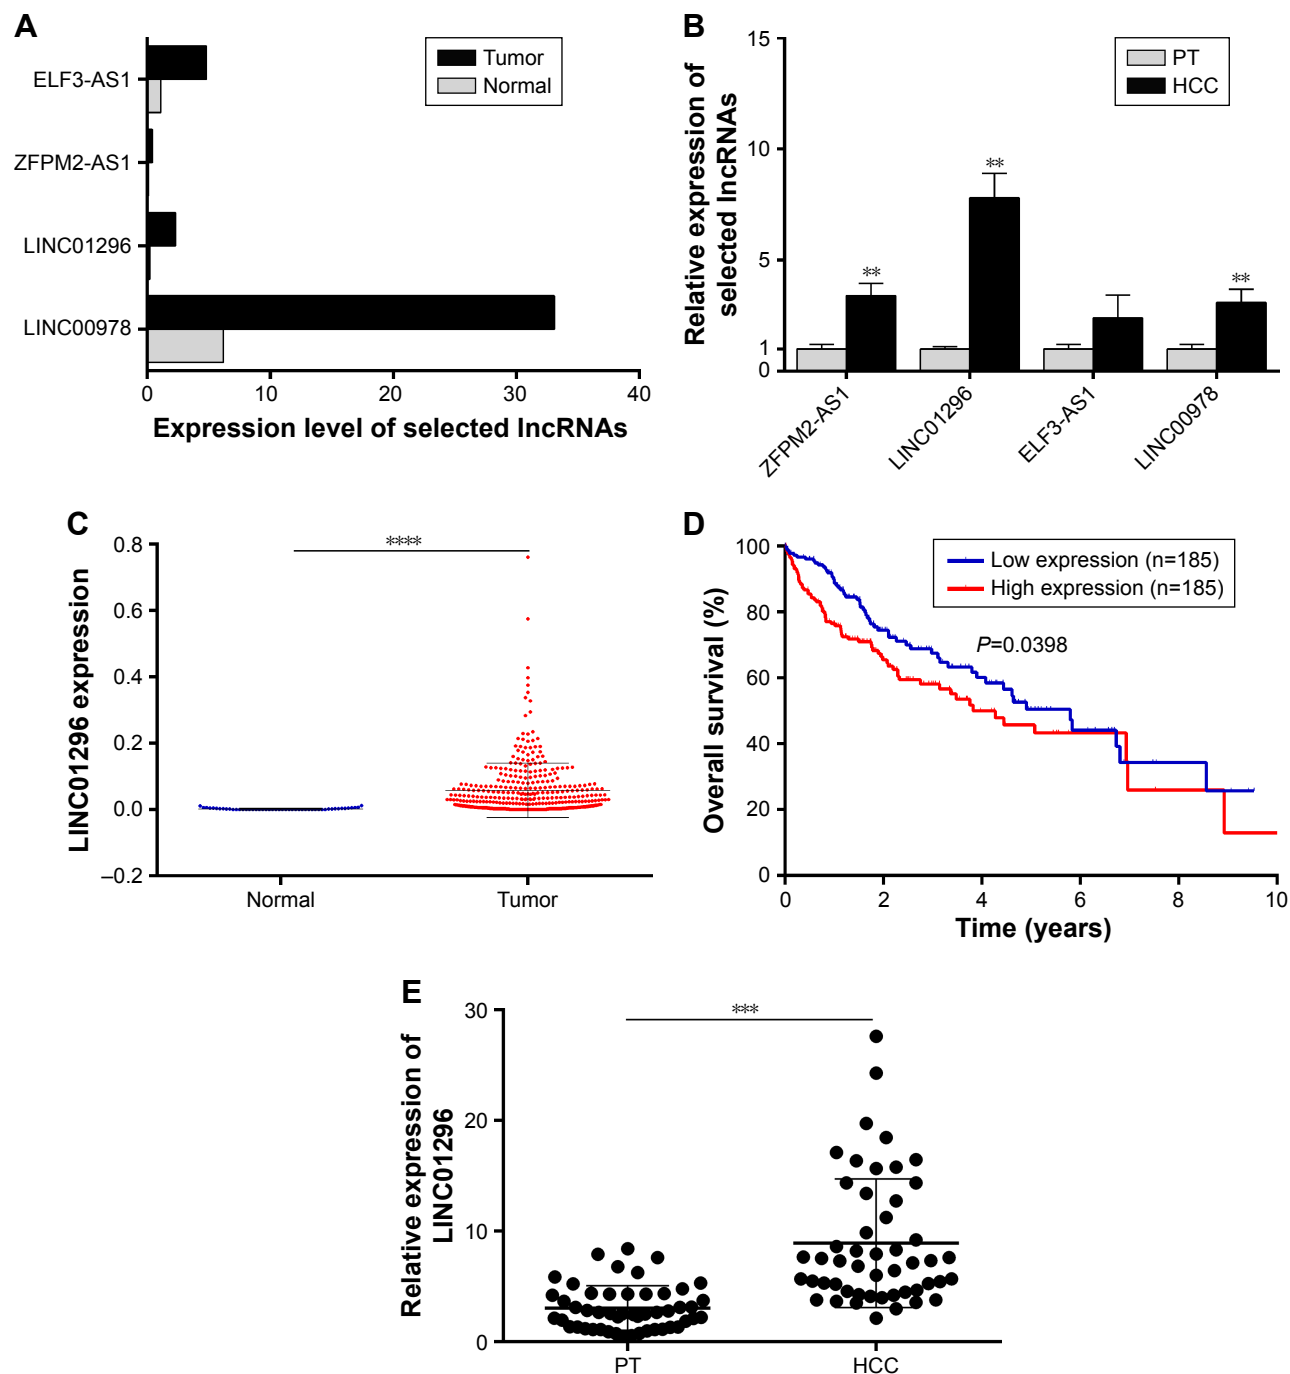 A
ELF3-AS1
ZFPM2-AS1
LINC01296
LINC00978
Tumor
Normal
0 10 20 30 40
Expression level of selected lncRNAs
B
Relative expression of
selected lncRNAs
15
10
5
1
0
PT
HCC
**
**
**
ZFPM2-AS1
LINC01296
ELF3-AS1
LINC00978
C
LINC01296 expression
0.8
0.6
0.4
0.2
0.0
–0.2
****
Normal Tumor
D
Overall survival (%)
100
80
60
40
20
0
Low expression (n=185)
High expression (n=185)
P=0.0398
0 2 4 6 8 10
Time (years)
E
Relative expression of
LINC01296
30
20
10
0
***
PT HCC